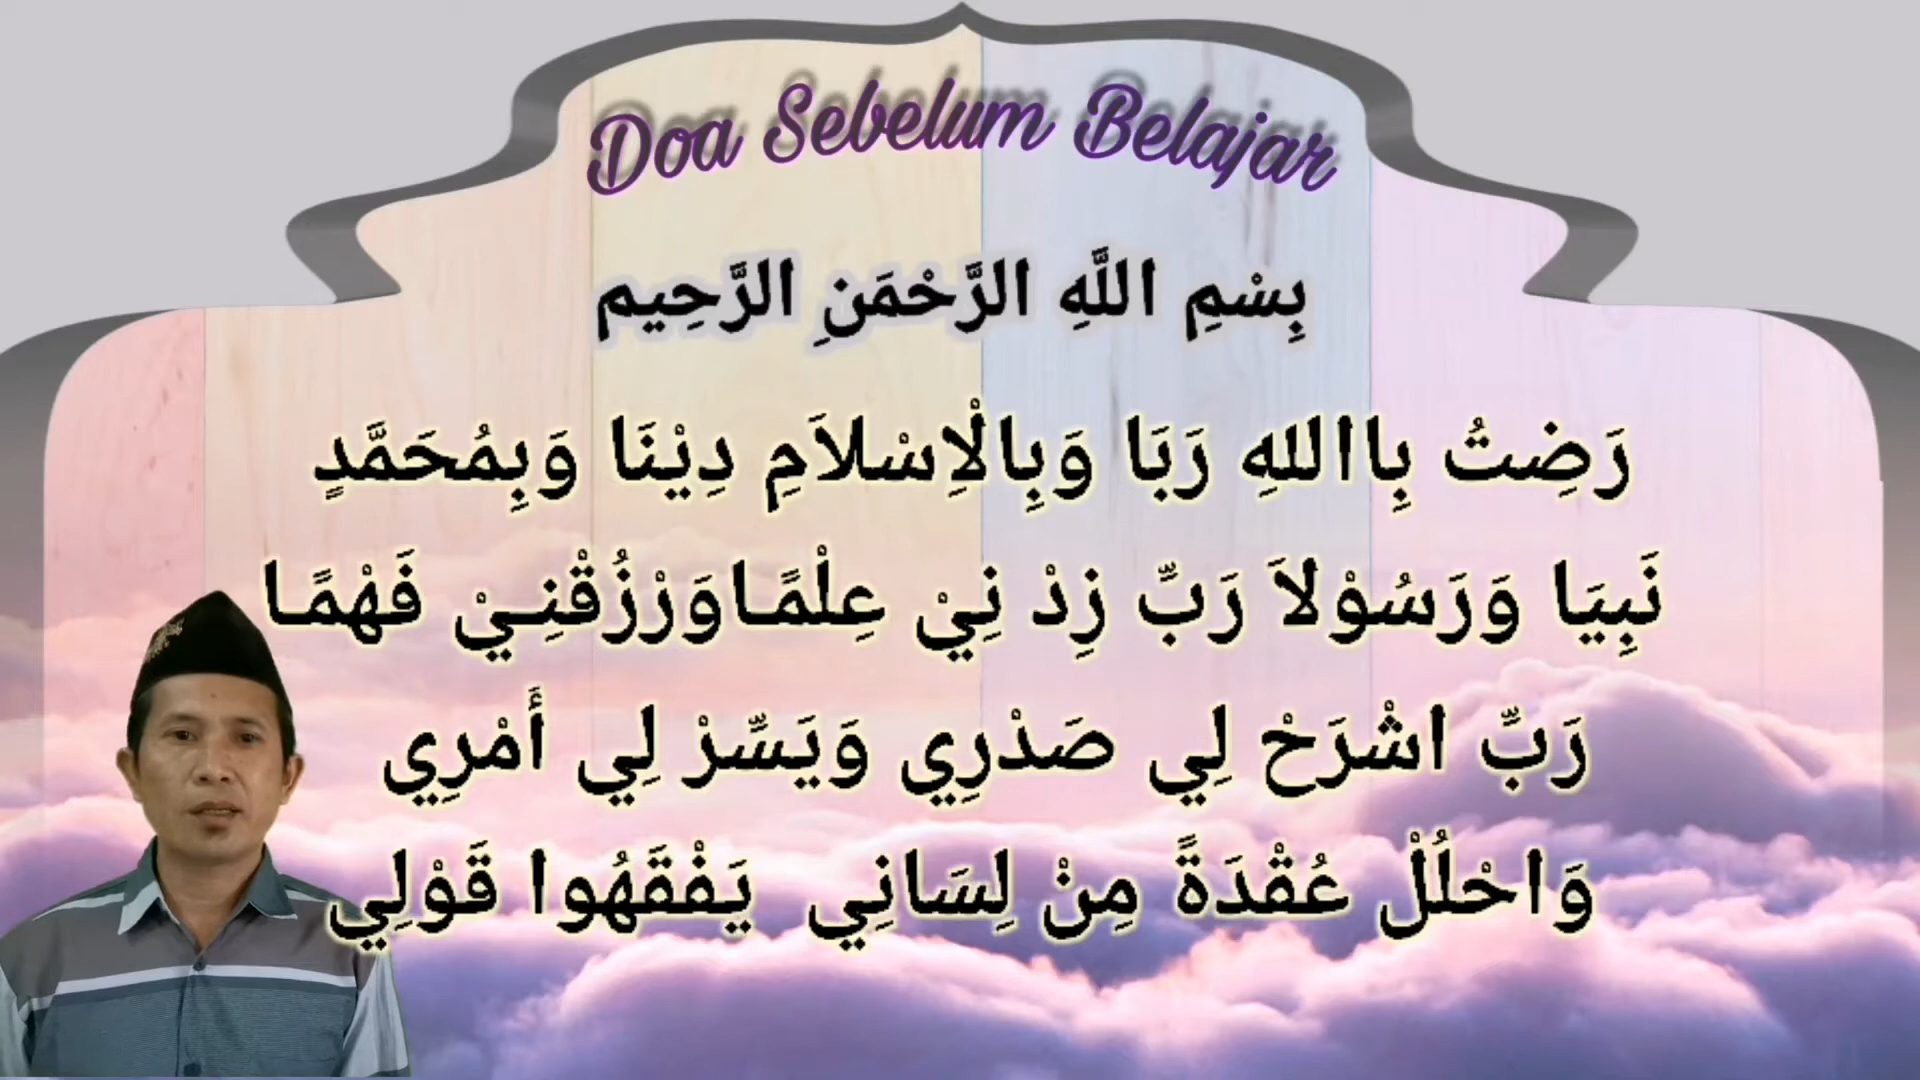 Doa Sebelum Belajar
بِسْمِ اللَّهِ الرَّحْمَنِ الرَّحِيم
رَضِتُ بِااللهِ رَبَا وَبِالْاِسْلاَمِ دِيْنَا وَبِمُحَمَّدٍ
نَبِيَا وَرَسُوْلاَ رَبِّ زِدْ نِيْ عِلْمًاوَرْزُقْنِيْ فَهْمًا
رَبِّ اشْرَحْ لِي صَدْرِي وَيَسِّرْ لِي أَمْرِي
وَاحْلُلْ عُقْدَةً مِنْ لِسَانِي يَفْقَهُوا قَوْلِي